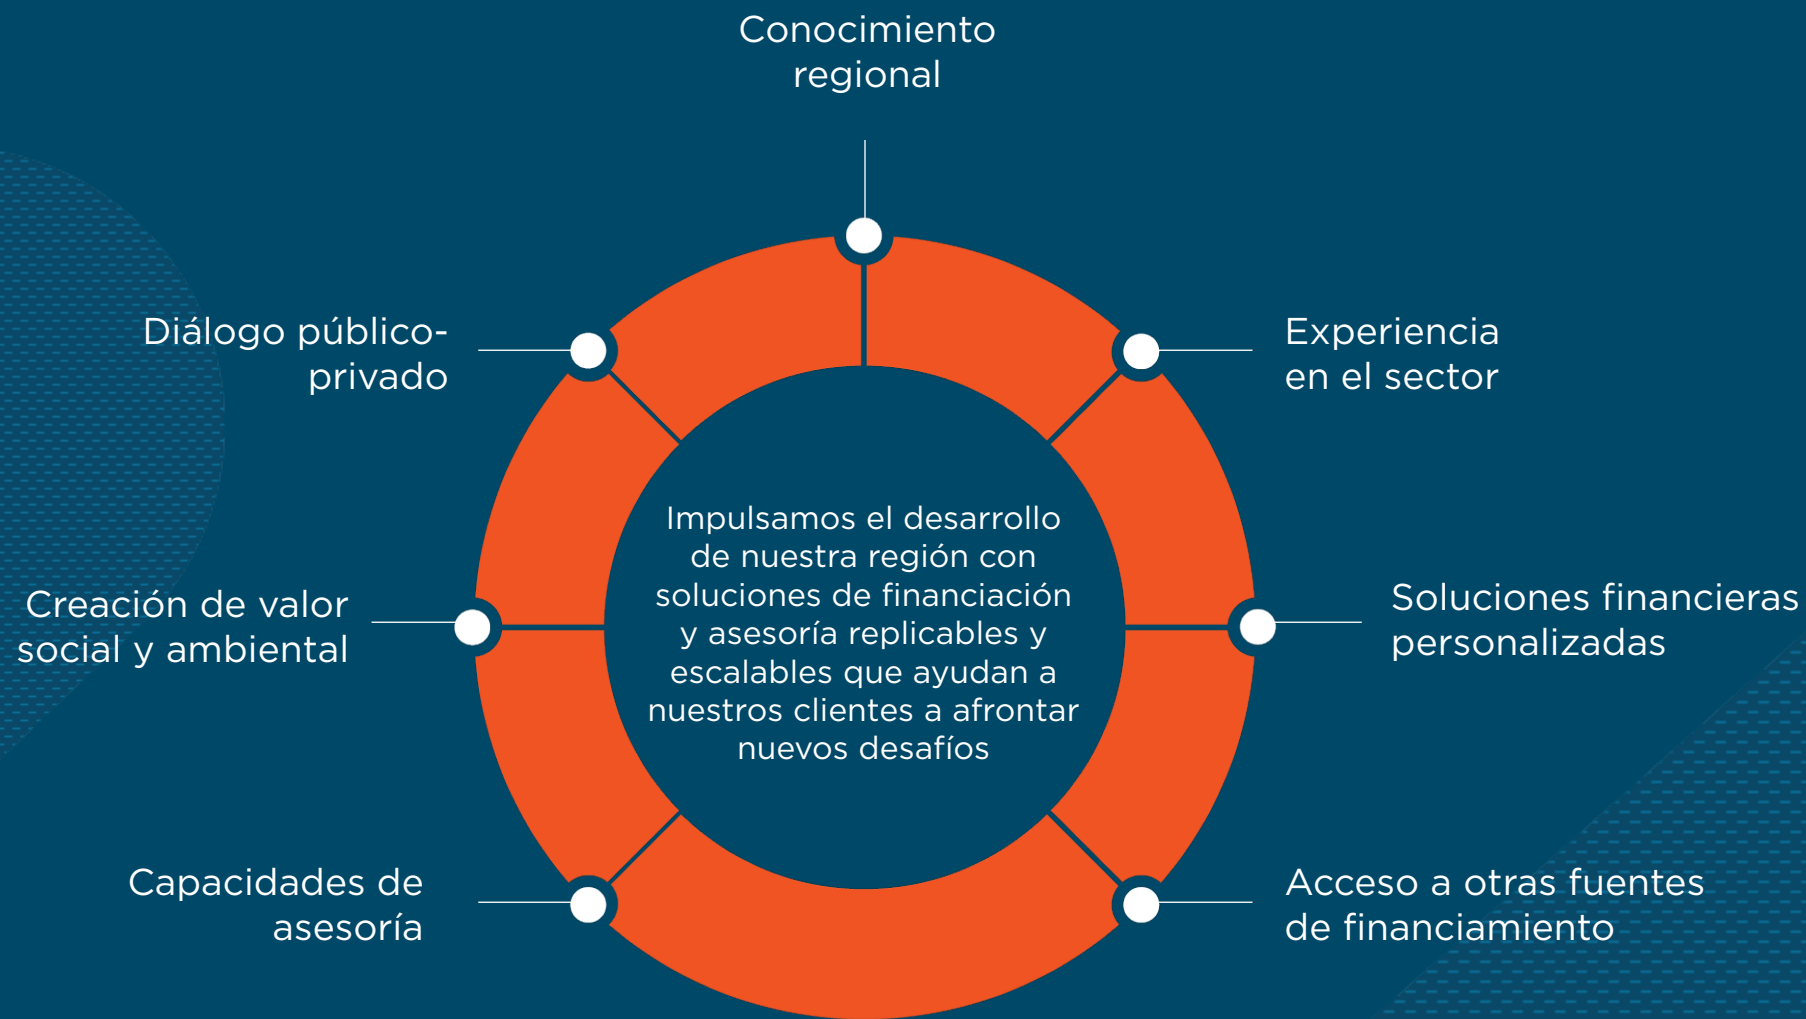 Conocimiento
regional
Diálogo público-
privado
Experiencia
en el sector
Impulsamos el desarrollo
de nuestra región con
soluciones de financiación
y asesoría replicables y
escalables que ayudan a
nuestros clientes a afrontar
nuevos desafíos
Creación de valor
social y ambiental
Soluciones financieras
personalizadas
Capacidades de
asesoría
Acceso a otras fuentes
de financiamiento